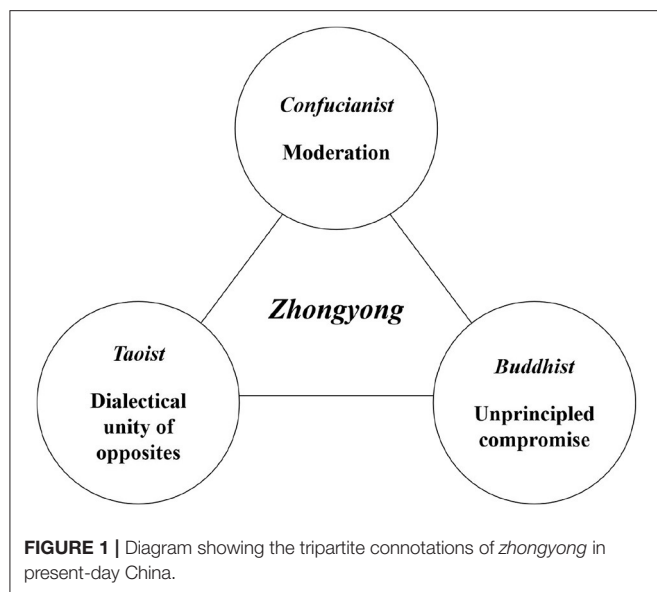 Confucianist
Moderation
Zhongyong
Taoist
Dialectical
unity of
opposites
Buddhist
Unprincipled
compromise
FIGURE 1 | Diagram showing the tripartite connotations of zhongyong in
present-day China.